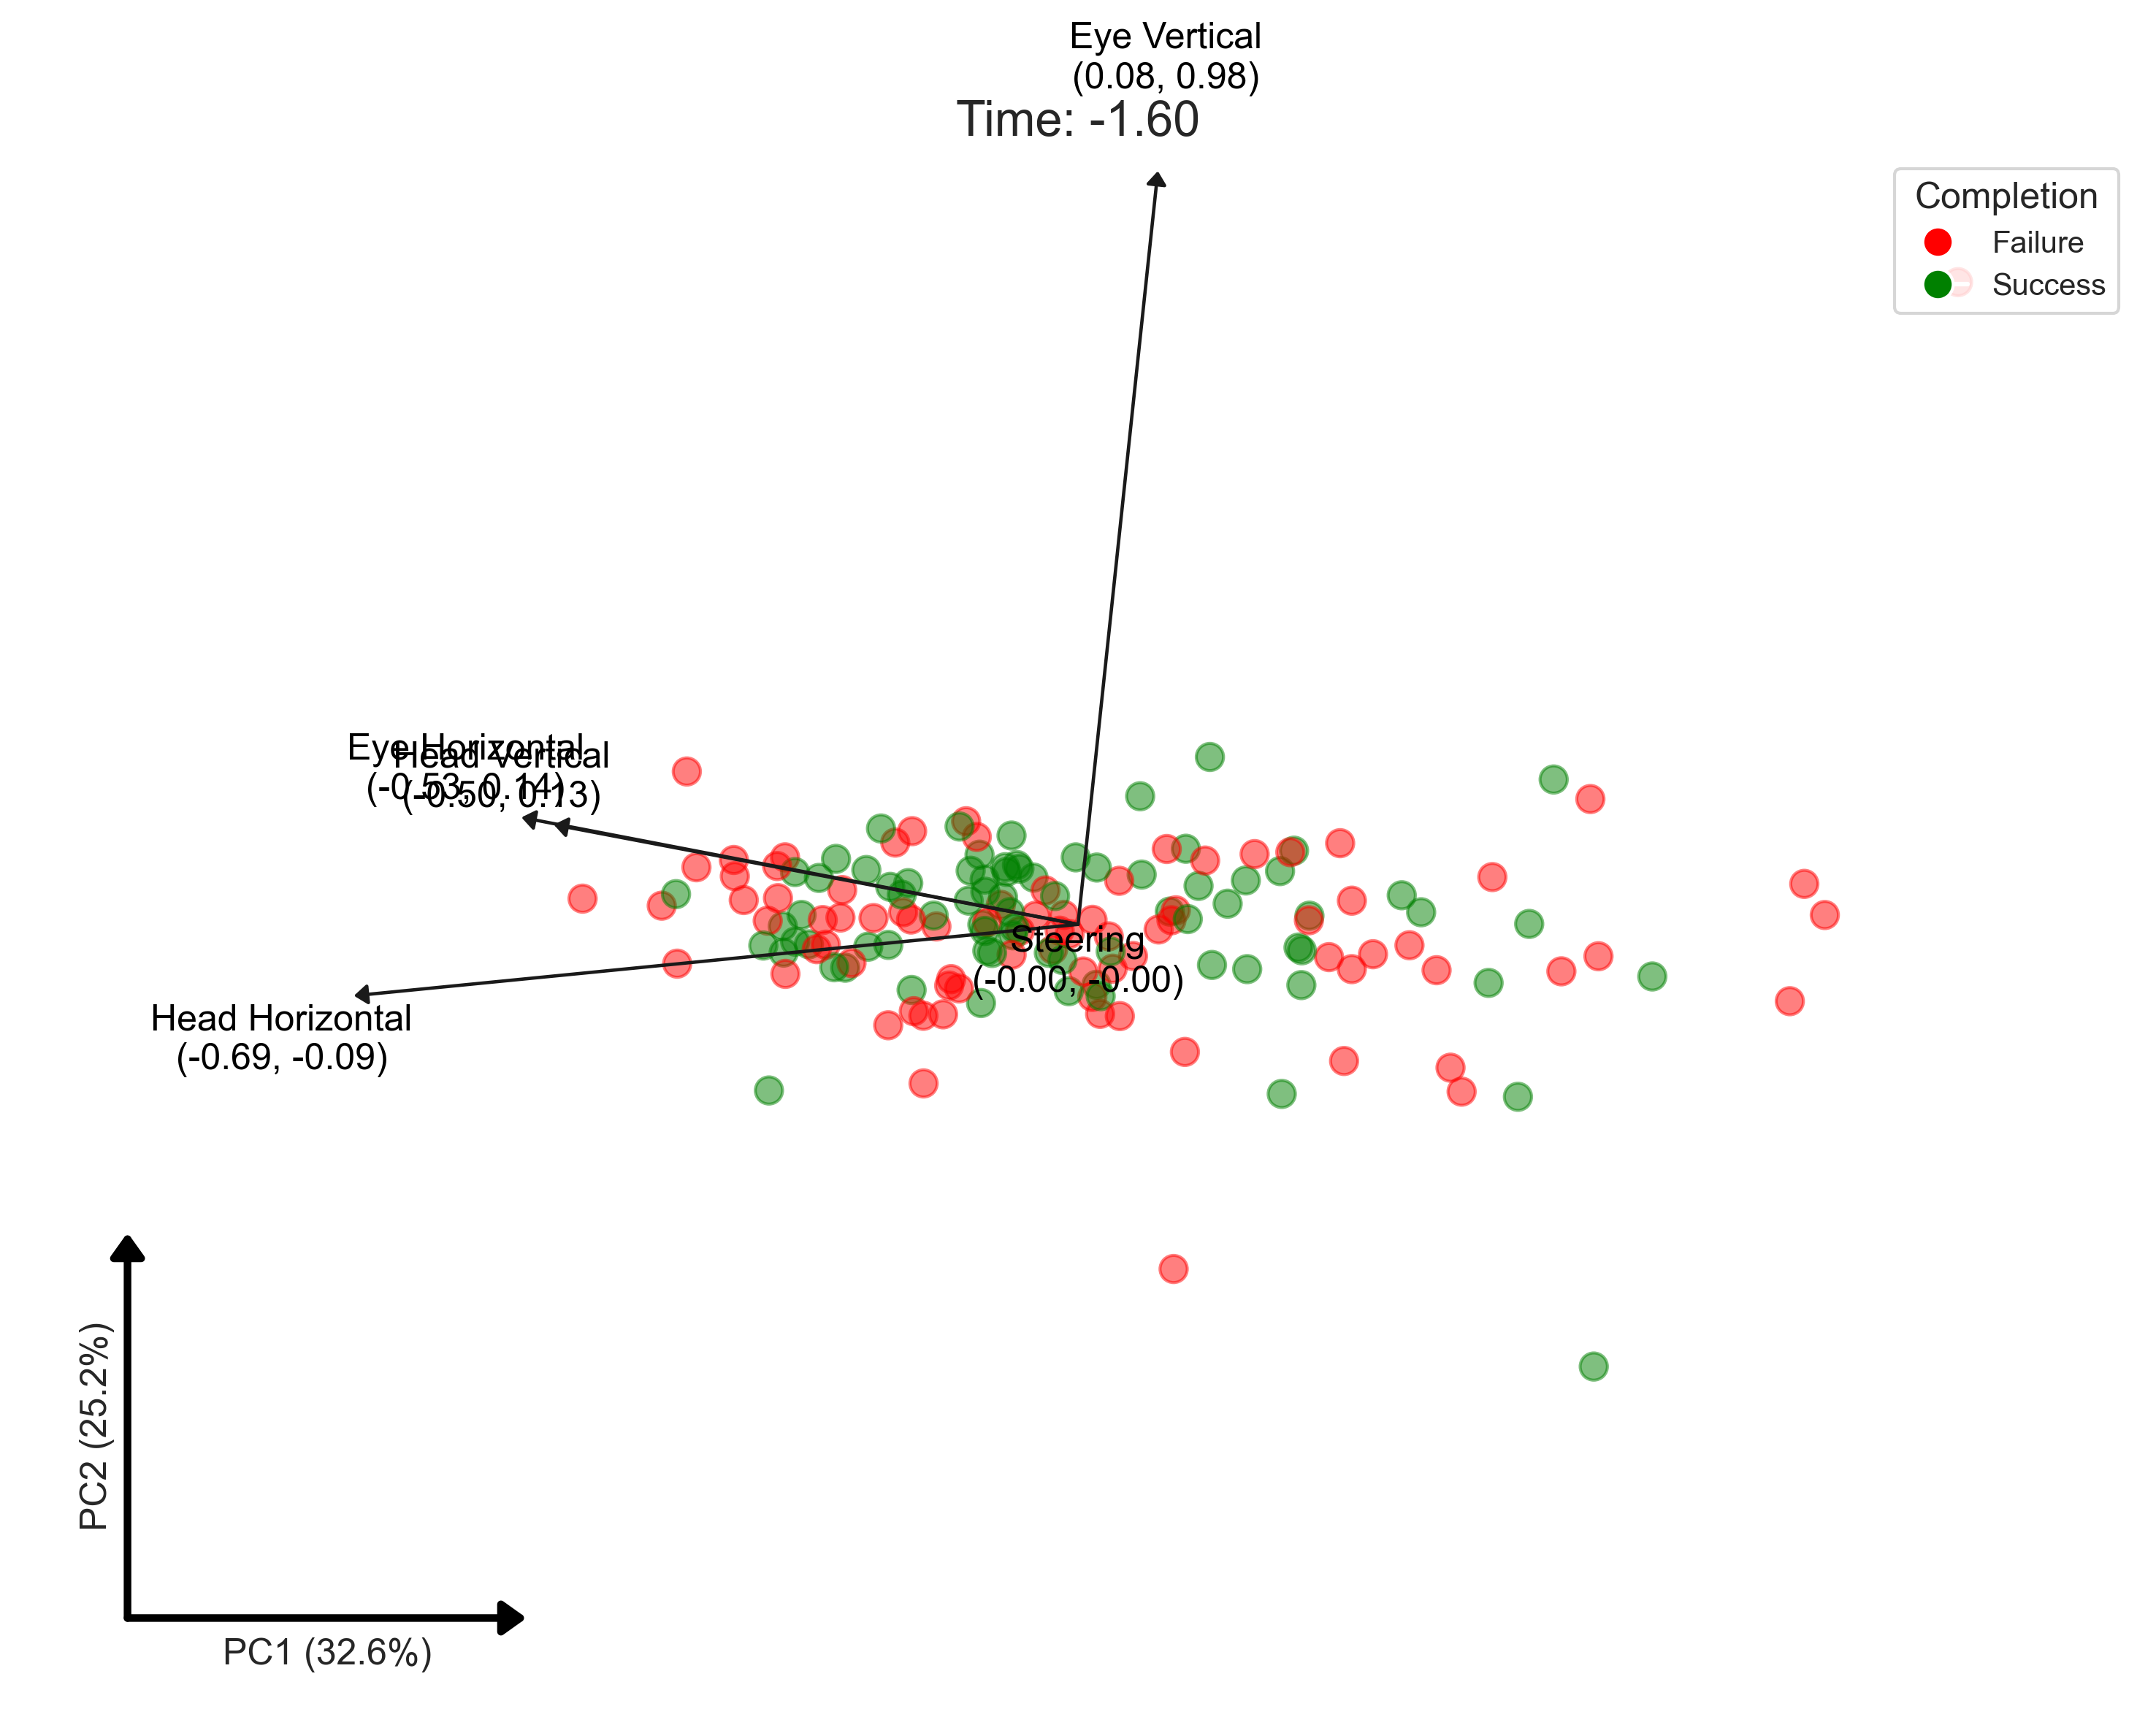 Eye Vertical
(0.08, 0.98)
Time: -1.60
Completion
Failure
Success
Eye Horizontal
(-0.53, 0.14)
Head Vertical
(-0.50, 0.13)
Steering
(-0.00, -0.00)
Head Horizontal
(-0.69, -0.09)
PC2 (25.2%)
PC1 (32.6%)